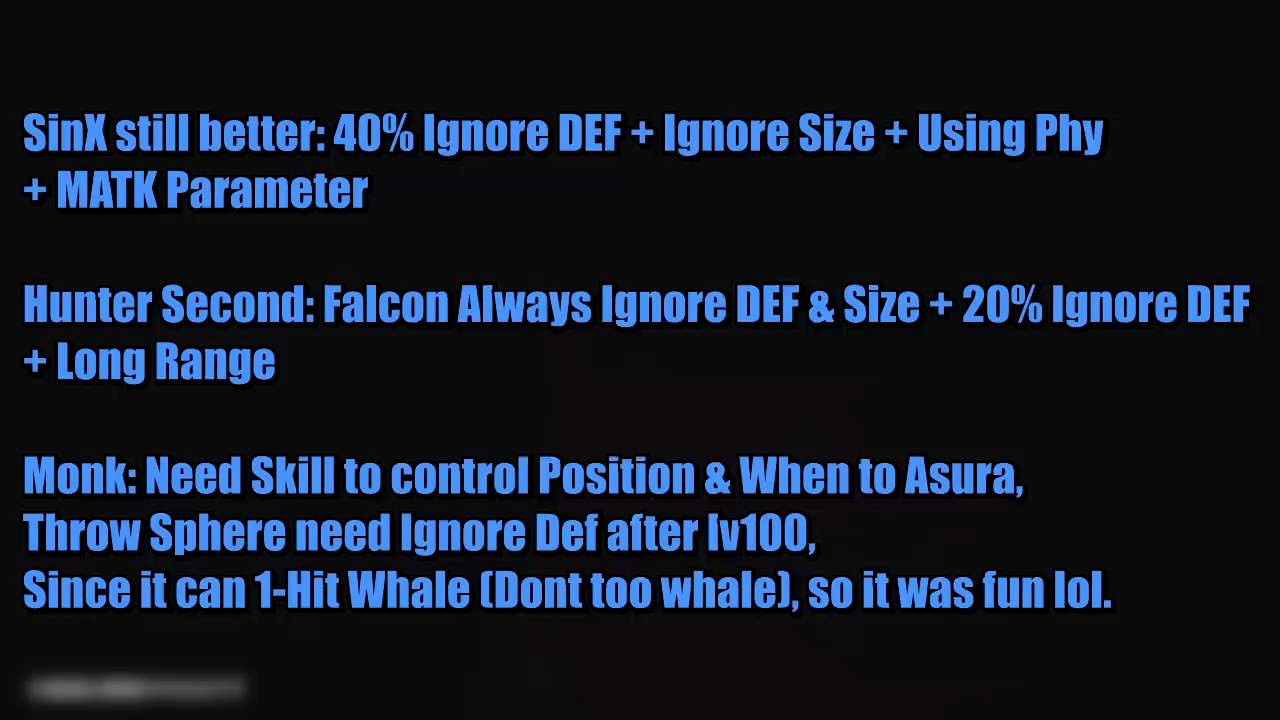 SinX still better: 40% Ignore DEF + Ignore Size + Using Phy
+ MATK Parameter
Hunter Second: Falcon Always Ignore DEF & Size + 20% Ignore DEF
+ Long Range
Monk: Need Skill to control Position & When to Asura,
Throw Sphere need Ignore Def after lv100,
Since it can 1-Hit Whale (Dont too whale), so it was fun lol.